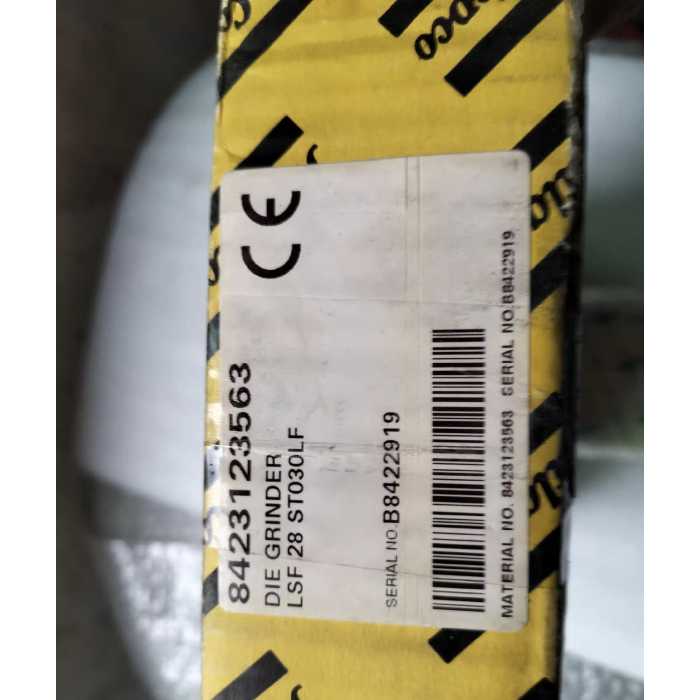 8423123563
DIE GRINDER
LSF 28 ST030LF
CE
SERIAL NO. B8422919
MATERIAL NO. 8423123563 SERIAL NO. B8422919